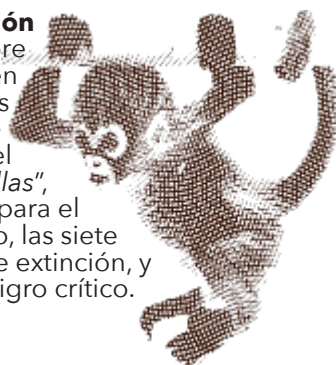 ón
re
en
s
el
llas",
para el
o, las siete
e extinción, y
igro crítico.